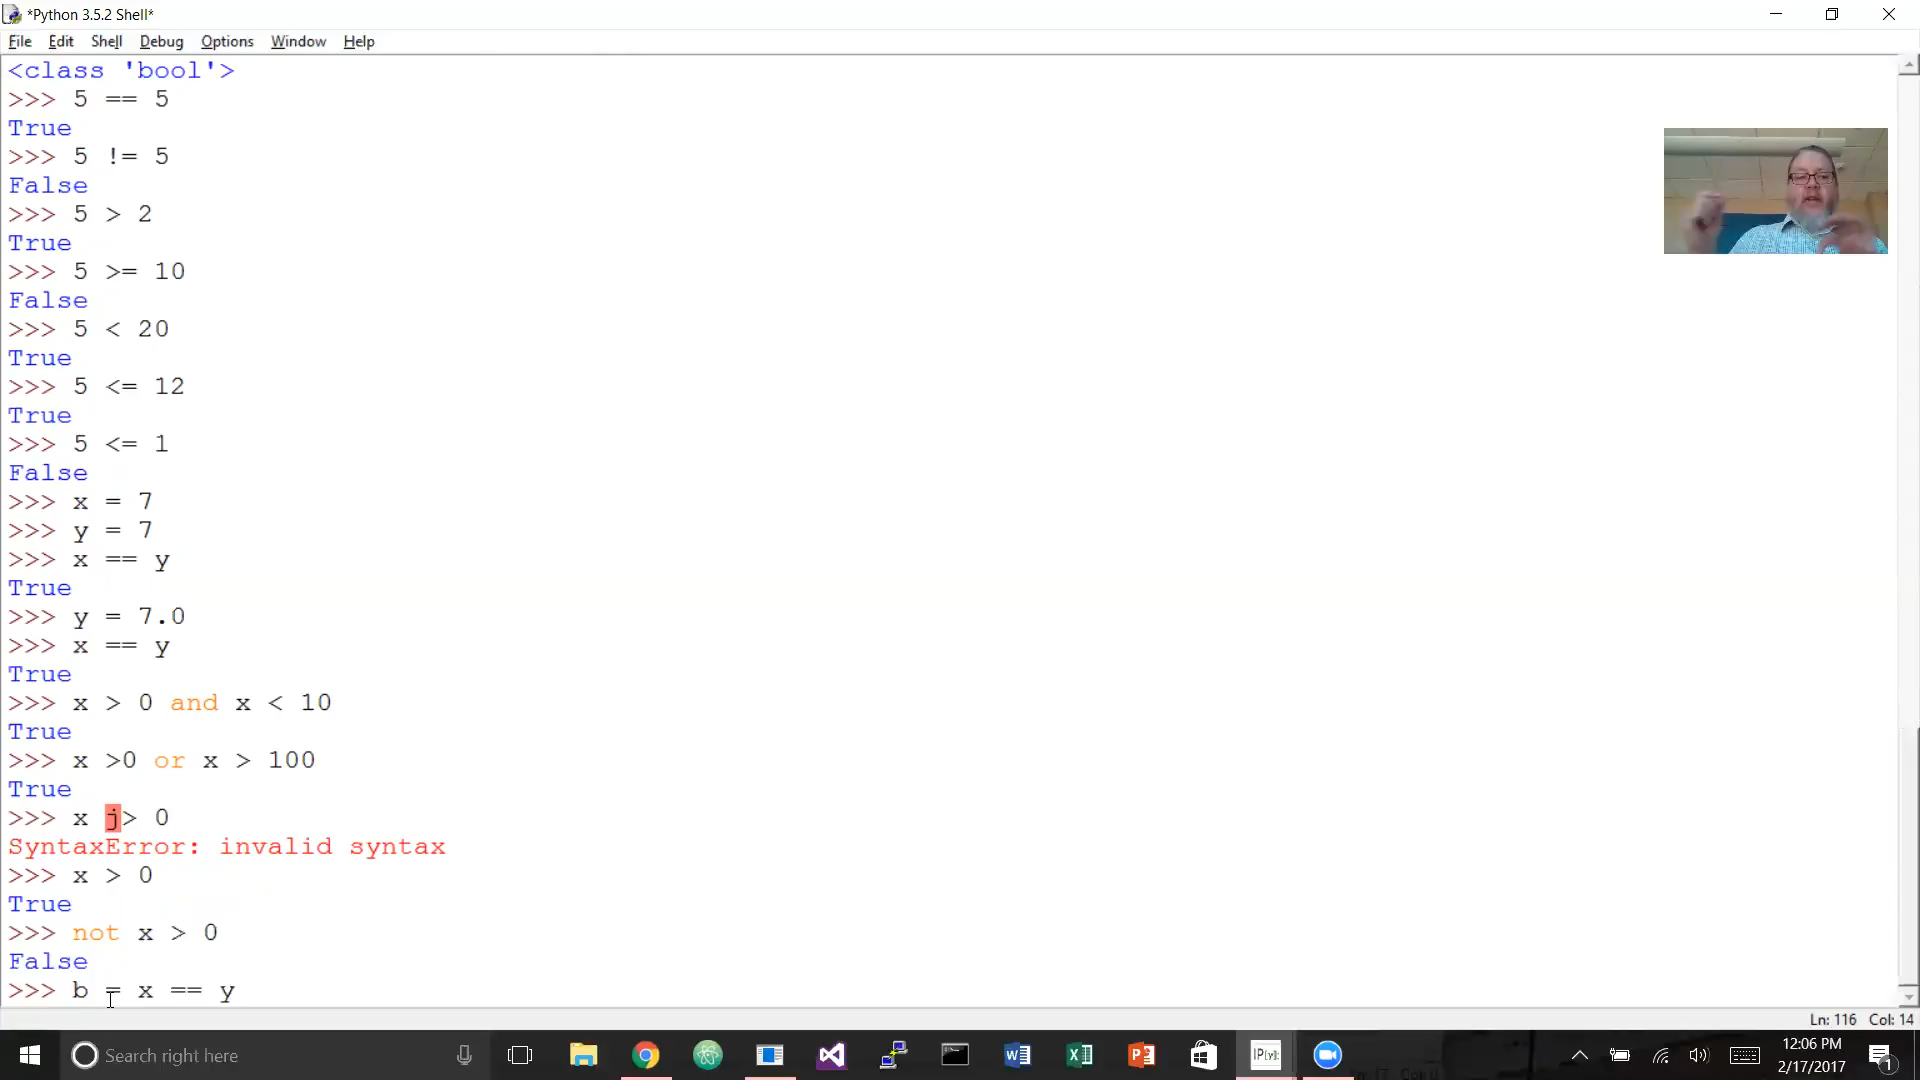 *Python 3.5.2 Shell*
File Edit Shell Debug Options Window Help
<class 'bool'>
>>> 5 == 5
True
>>> 5 != 5
False
>>> 5 > 2
True
>>> 5 >= 10
False
>>> 5 < 20
True
>>> 5 <= 12
True
>>> 5 <= 1
False
>>> x = 7
>>> y = 7
>>> x == y
True
>>> y = 7.0
>>> x == y
True
>>> x > 0 and x < 10
True
>>> x >0 or x > 100
True
>>> x j> 0
SyntaxError: invalid syntax
>>> x > 0
True
>>> not x > 0
False
>>> b = x == y
Ln: 116 Col: 14
Search right here
IP[y]:
12:06 PM
2/17/2017
1